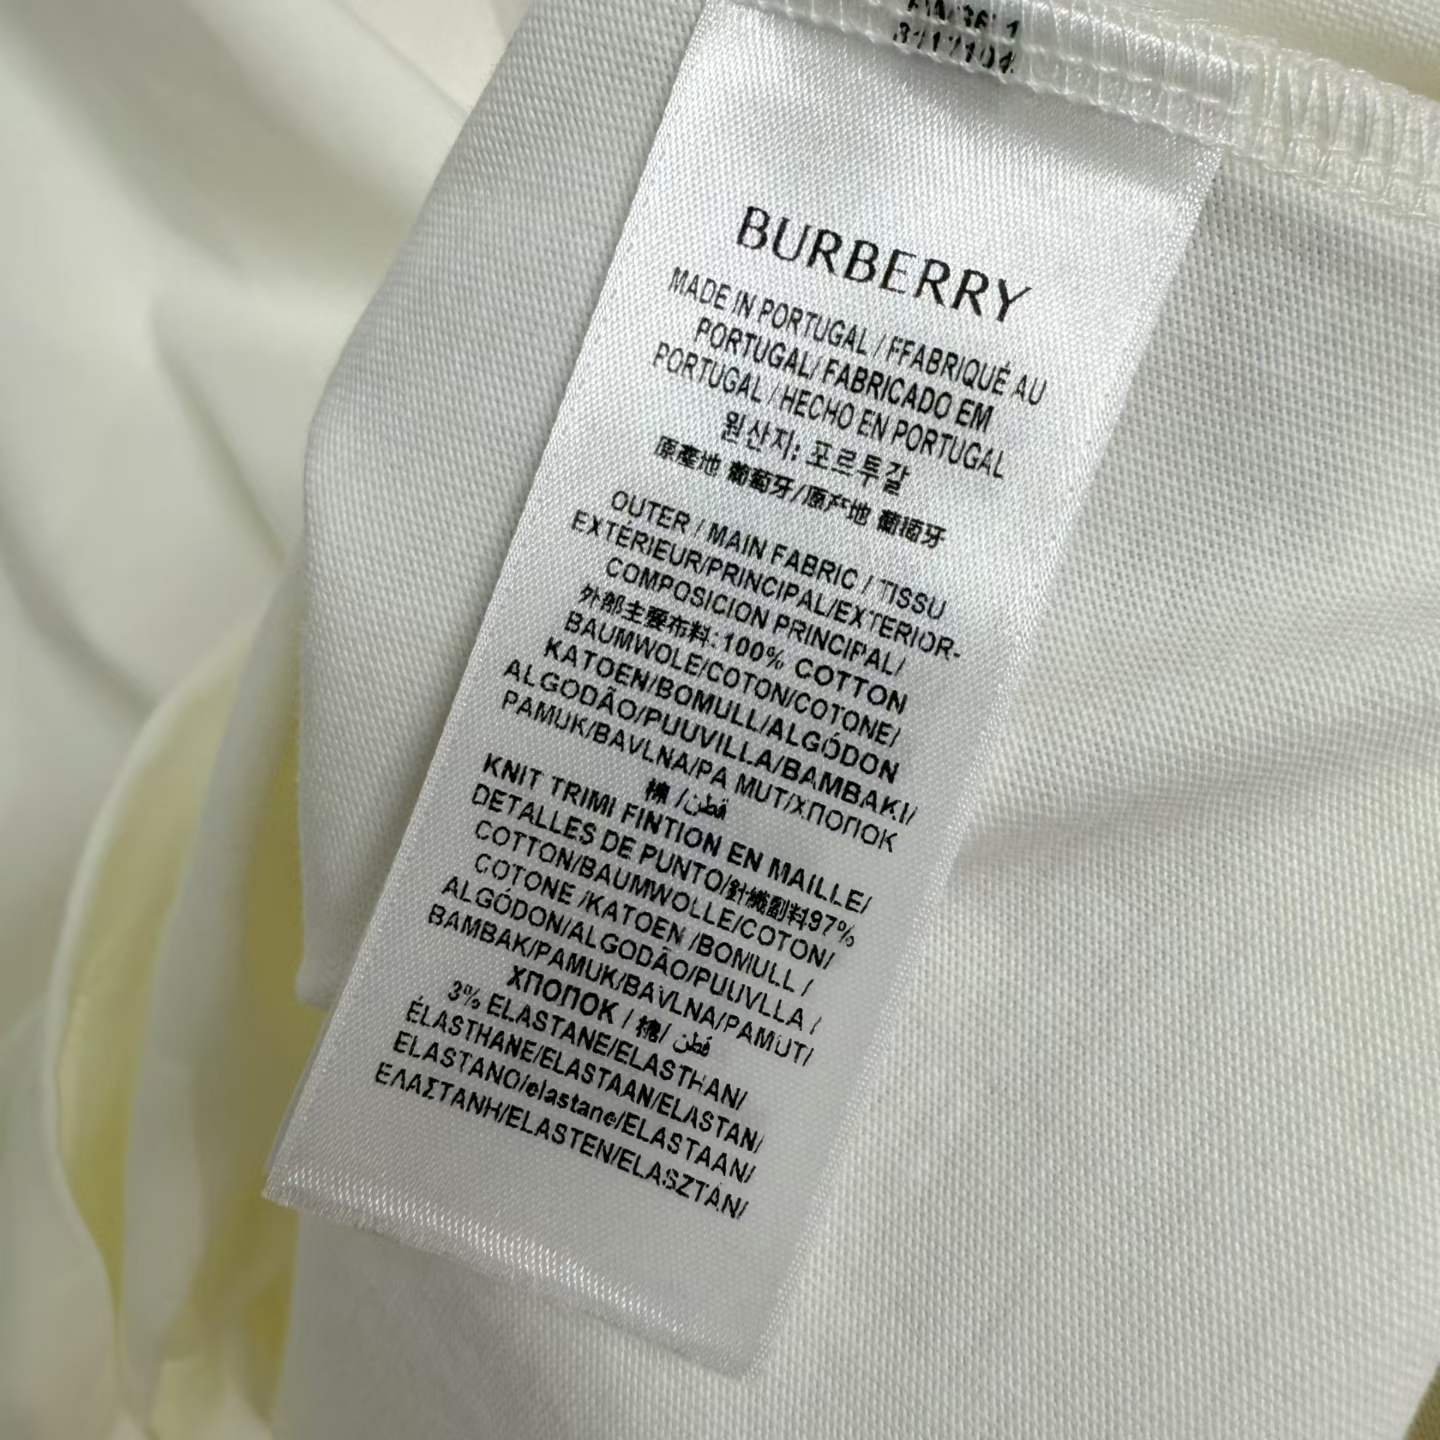 BURBERRY
MADE IN PORTUGAL / FFABRIQUÉ AU
PORTUGAL/ FABRICADO EM
PORTUGAL / HECHO EN PORTUGAL
원산지: 포르투갈
原產地 葡萄牙/原产地 葡萄牙
OUTER / MAIN FABRIC / TISSU
EXTÉRIEUR/PRINCIPAL/EXTERIOR-
COMPOSICION PRINCIPAL/
外部主要布料:100% COTTON
BAUMWOLE/COTON/COTONE/
KATOEN/BOMULL/ALGÓDON
ALGODÃO/PUUVILLA/BAMBAKI/
PAMUK/BAVLNA/PA MUT/ХПОПОК
棉 /قطن
KNIT TRIMI FINTION EN MAILLE/
DETALLES DE PUNTO/針織副料97%
COTTON/BAUMWOLLE/COTON/
COTONE /KATOEN /BOMULL /
ALGÓDON/ALGODÃO/PUUVLLA /
BAMBAK/PAMUK/BAVLNA/PAMUT/
ХПОПОК / 棉/ قطن
3% ELASTANE/ELASTHAN/
ÉLASTHANE/ELASTAAN/ELASTAN/
ELASTANO/elastane/ELASTAAN/
ΕΛΑΣΤΑΝΗ/ELASTEN/ELASZTÁN/